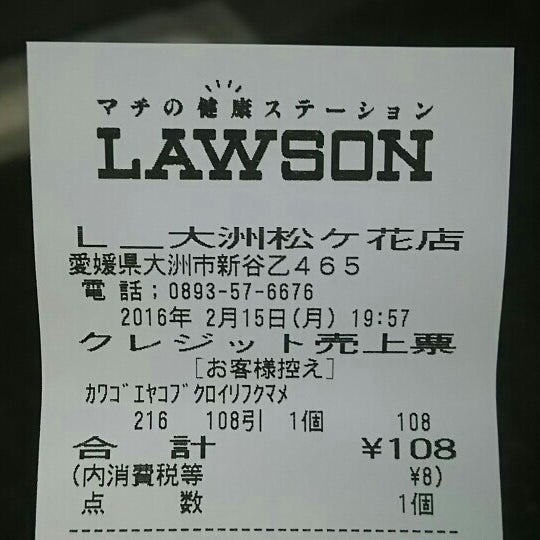 マチの健康ステーション
LAWSON
L_大洲松ケ花店
愛媛県大洲市新谷乙465
電話;0893-57-6676
2016年 2月15日(月) 19:57
クレジット売上票
[お客様控え]
ｶﾜｺﾞｴﾔｺﾌﾞｸﾛｲﾘﾌｸﾏﾒ
216 108引 1個 108
合 計 ¥108
(内消費税等 ¥8)
点 数 1個